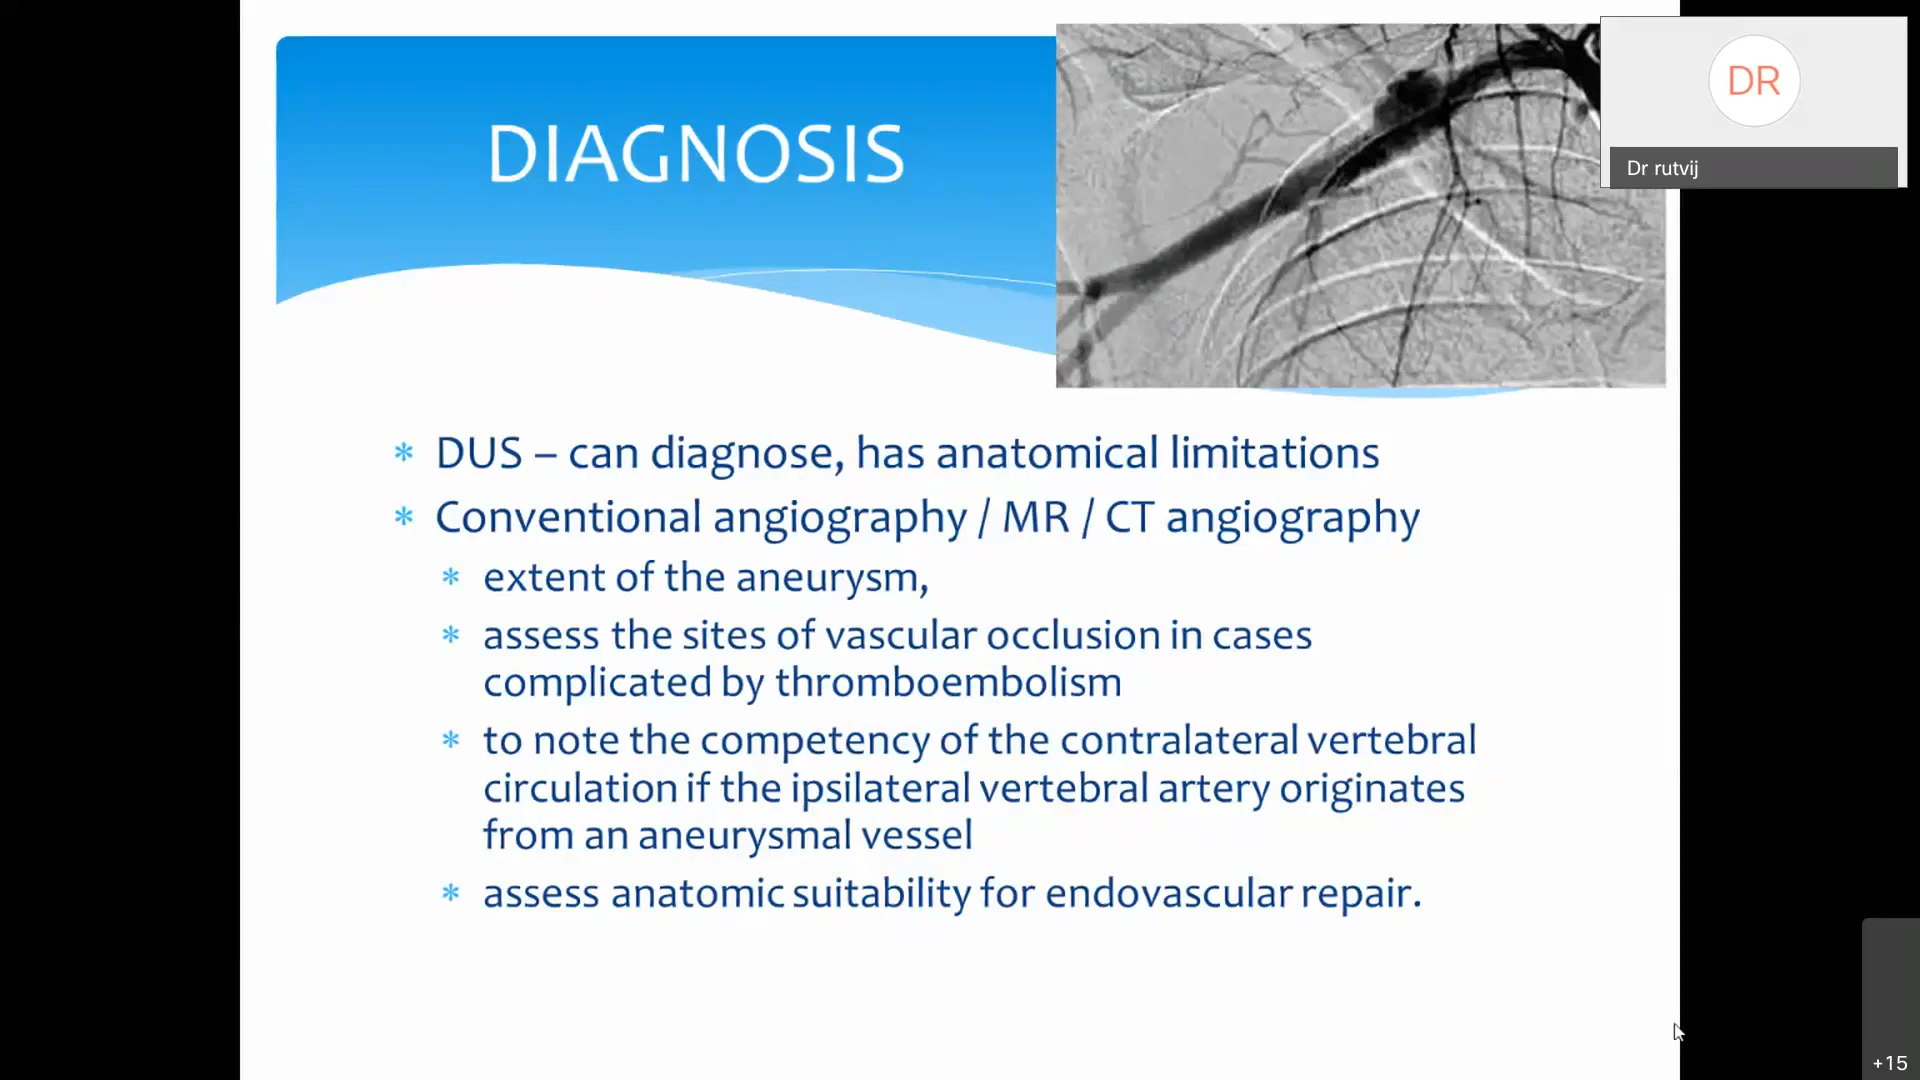 DIAGNOSIS
DR
Dr rutvij
* DUS – can diagnose, has anatomical limitations
* Conventional angiography / MR / CT angiography
* extent of the aneurysm,
* assess the sites of vascular occlusion in cases
complicated by thromboembolism
* to note the competency of the contralateral vertebral
circulation if the ipsilateral vertebral artery originates
from an aneurysmal vessel
* assess anatomic suitability for endovascular repair.
+15